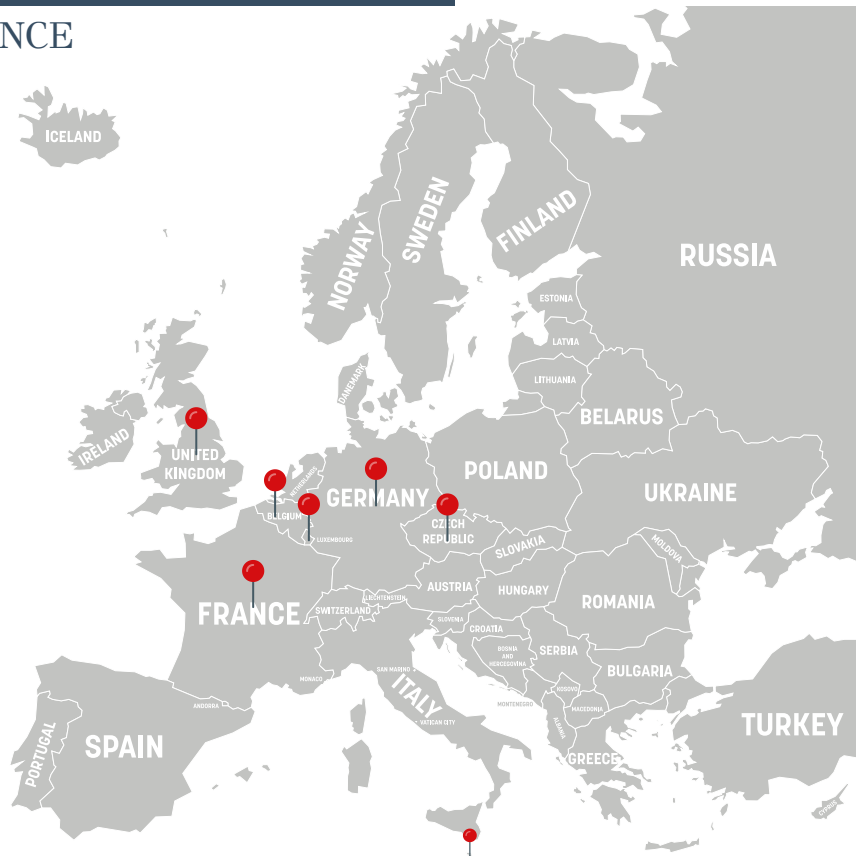 NCE
ICELAND
NORWAY
SWEDEN
FINLAND
RUSSIA
ESTONIA
LATVIA
LITHUANIA
DANEMARK
BELARUS
IRELAND
UNITED
KINGDOM
NETHERLANDS
GERMANY
POLAND
UKRAINE
BELGIUM
LUXEMBOURG
CZECH
REPUBLIC
SLOVAKIA
MOLDOVA
FRANCE
SWITZERLAND
LIECHTENSTEIN
AUSTRIA
HUNGARY
ROMANIA
SLOVENIA
CROATIA
BOSNIA
AND
HERCEGOVINA
SERBIA
BULGARIA
MONACO
SAN MARINO
ITALY
VATICAN CITY
MONTENEGRO
KOSOVO
MACEDONIA
ALBANIA
GREECE
ANDORRA
PORTUGAL
SPAIN
TURKEY
CYPRUS